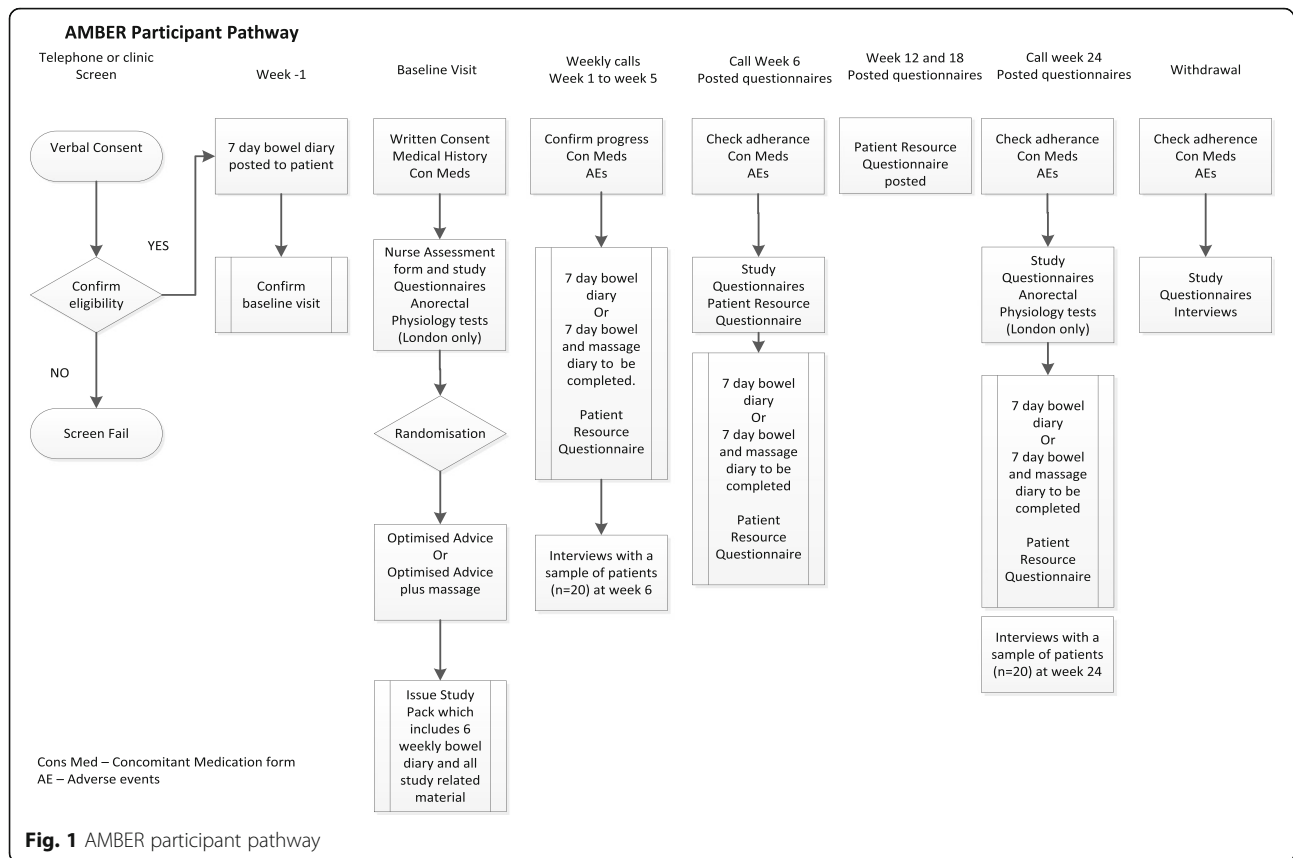 AMBER Participant Pathway
Telephone or clinic
Screen
Week -1
Baseline Visit
Weekly calls
Week 1 to week 5
Call Week 6
Posted questionnaires
Week 12 and 18
Posted questionnaires
Call week 24
Posted questionnaires
Withdrawal
Verbal Consent
Confirm
eligibility
YES
NO
Screen Fail
7 day bowel diary
posted to patient
Confirm
baseline visit
Written Consent
Medical History
Con Meds
Nurse Assessment
form and study
Questionnaires
Anorectal
Physiology tests
(London only)
Randomisation
Optimised Advice
Or
Optimised Advice
plus massage
Issue Study
Pack which
includes 6
weekly bowel
diary and all
study related
material
Confirm progress
Con Meds
AEs
7 day bowel
diary
Or
7 day bowel
and massage
diary to be
completed.
Patient
Resource
Questionnaire
Interviews with a
sample of patients
(n=20) at week 6
Check adherance
Con Meds
AEs
Study
Questionnaires
Patient Resource
Questionnaire
7 day bowel
diary
Or
7 day bowel
and massage
diary to be
completed
Patient
Resource
Questionnaire
Patient Resource
Questionnaire
posted
Check adherance
Con Meds
AEs
Study
Questionnaires
Anorectal
Physiology tests
(London only)
7 day bowel
diary
Or
7 day bowel
and massage
diary to be
completed
Patient
Resource
Questionnaire
Interviews with a
sample of patients
(n=20) at week 24
Check adherence
Con Meds
AEs
Study
Questionnaires
Interviews
Cons Med – Concomitant Medication form
AE – Adverse events
Fig. 1 AMBER participant pathway